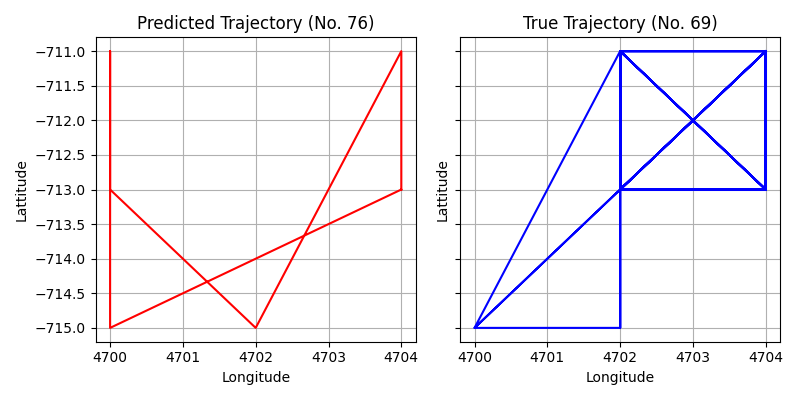 Predicted Trajectory (No. 76)
True Trajectory (No. 69)
−711.0
−711.5
−712.0
−712.5
−713.0
−713.5
−714.0
−714.5
−715.0
Lattitude
Lattitude
4700 4701 4702 4703 4704
4700 4701 4702 4703 4704
Longitude
Longitude